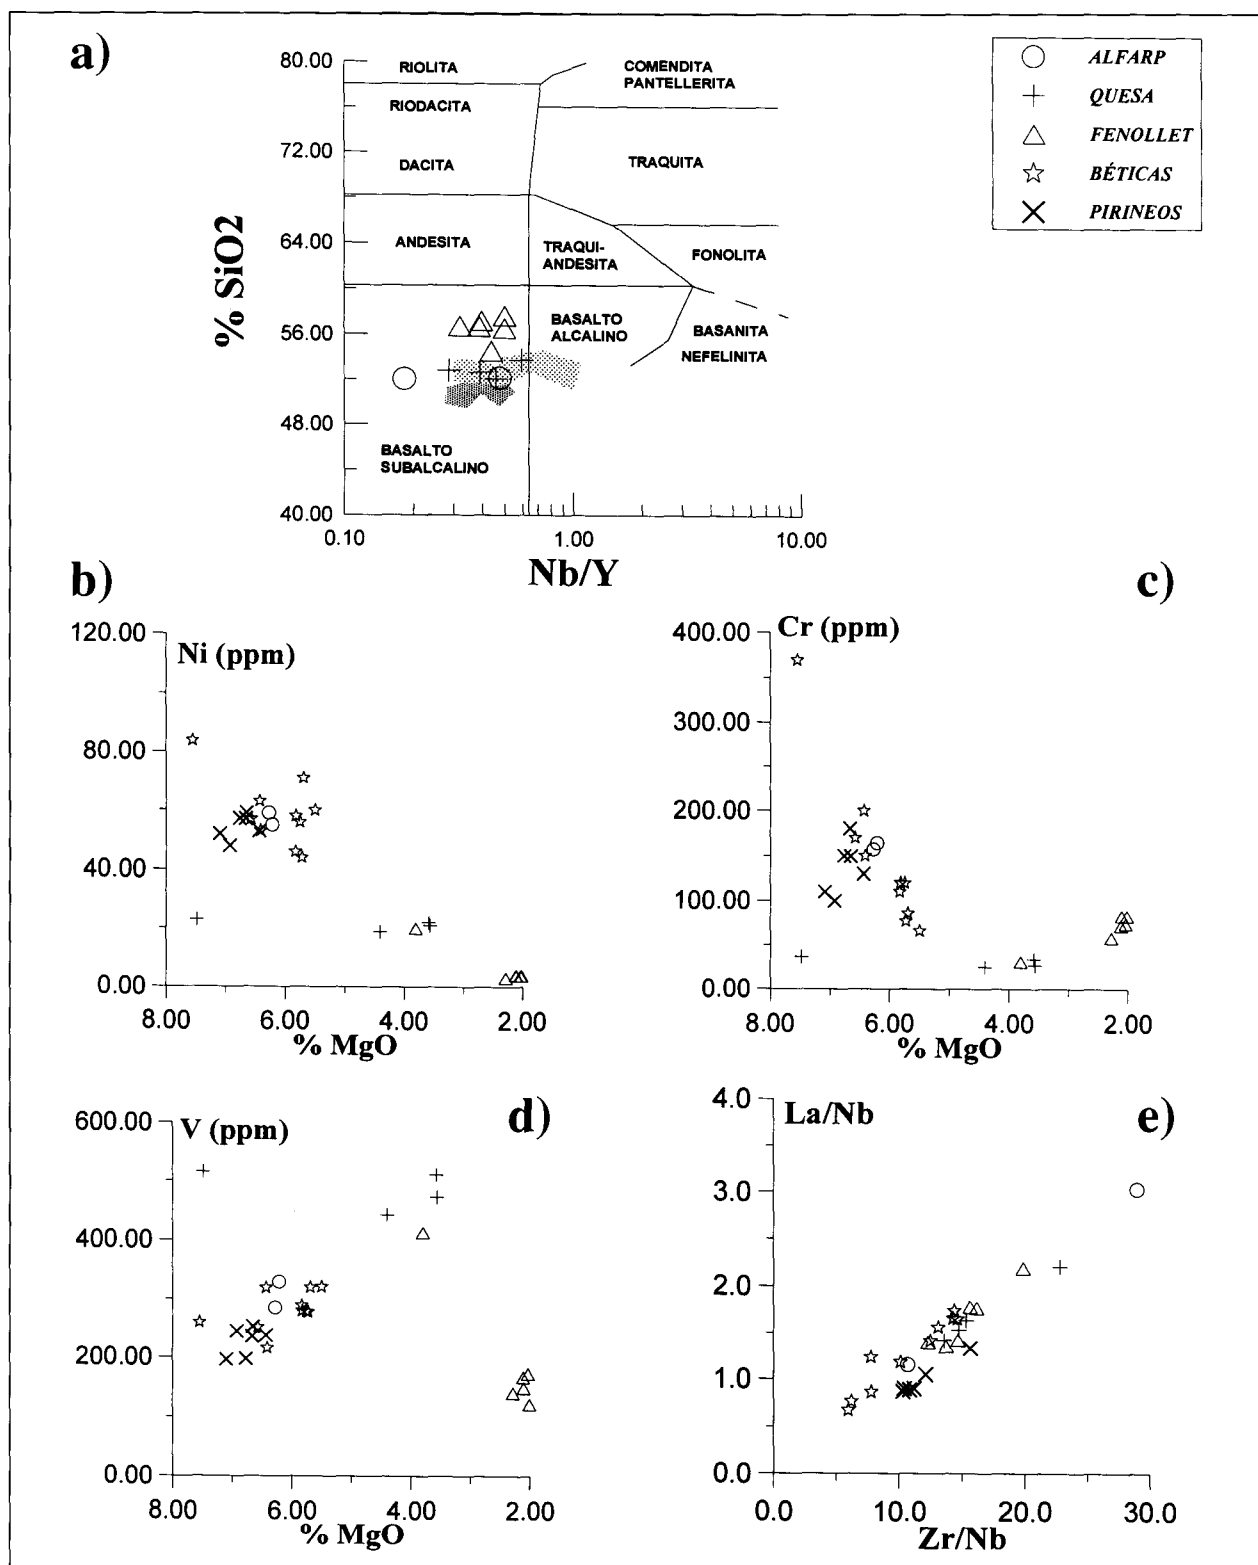 a)
ALFARP
QUESA
FENOLLET
BÉTICAS
PIRINEOS
% SiO2
80.00
72.00
64.00
56.00
48.00
40.00
RIOLITA
COMENDITA
PANTELLERITA
RIODACITA
DACITA
TRAQUITA
ANDESITA
TRAQUI-
ANDESITA
FONOLITA
BASALTO
ALCALINO
BASANITA
NEFELINITA
BASALTO
SUBALCALINO
0.10
1.00
10.00
Nb/Y
b)
Ni (ppm)
120.00
80.00
40.00
0.00
8.00
6.00
4.00
2.00
% MgO
c)
Cr (ppm)
400.00
300.00
200.00
100.00
0.00
8.00
6.00
4.00
2.00
% MgO
d)
V (ppm)
600.00
400.00
200.00
0.00
8.00
6.00
4.00
2.00
% MgO
e)
La/Nb
4.0
3.0
2.0
1.0
0.0
0.0
10.0
20.0
30.0
Zr/Nb